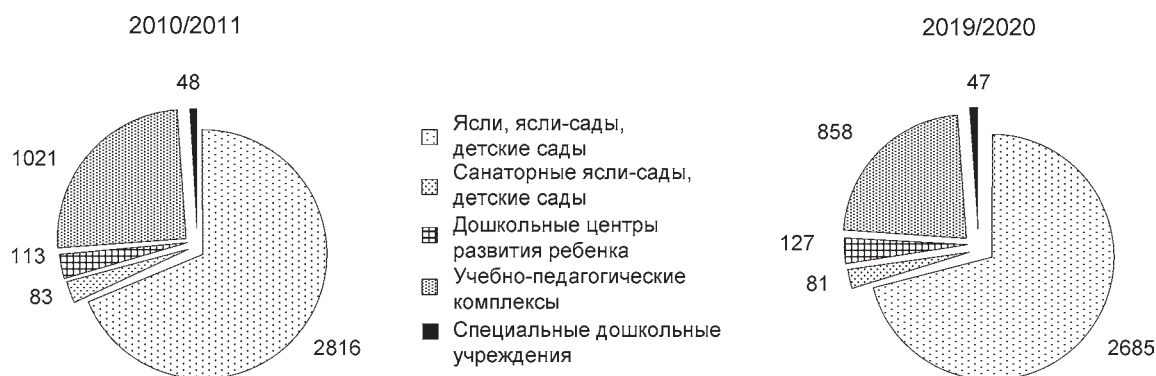 2010/2011
48
1021
113
83
2816
Ясли, ясли-сады,
детские сады
Санаторные ясли-сады,
детские сады
Дошкольные центры
развития ребенка
Учебно-педагогические
комплексы
Специальные дошкольные
учреждения
2019/2020
47
858
127
81
2685